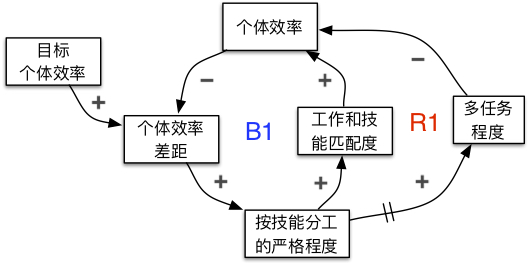 个体效率
目标
个体效率
个体效率
差距
B1
工作和技
能匹配度
R1
多任务
程度
按技能分工
的严格程度
+
−
+
−
+
+
+